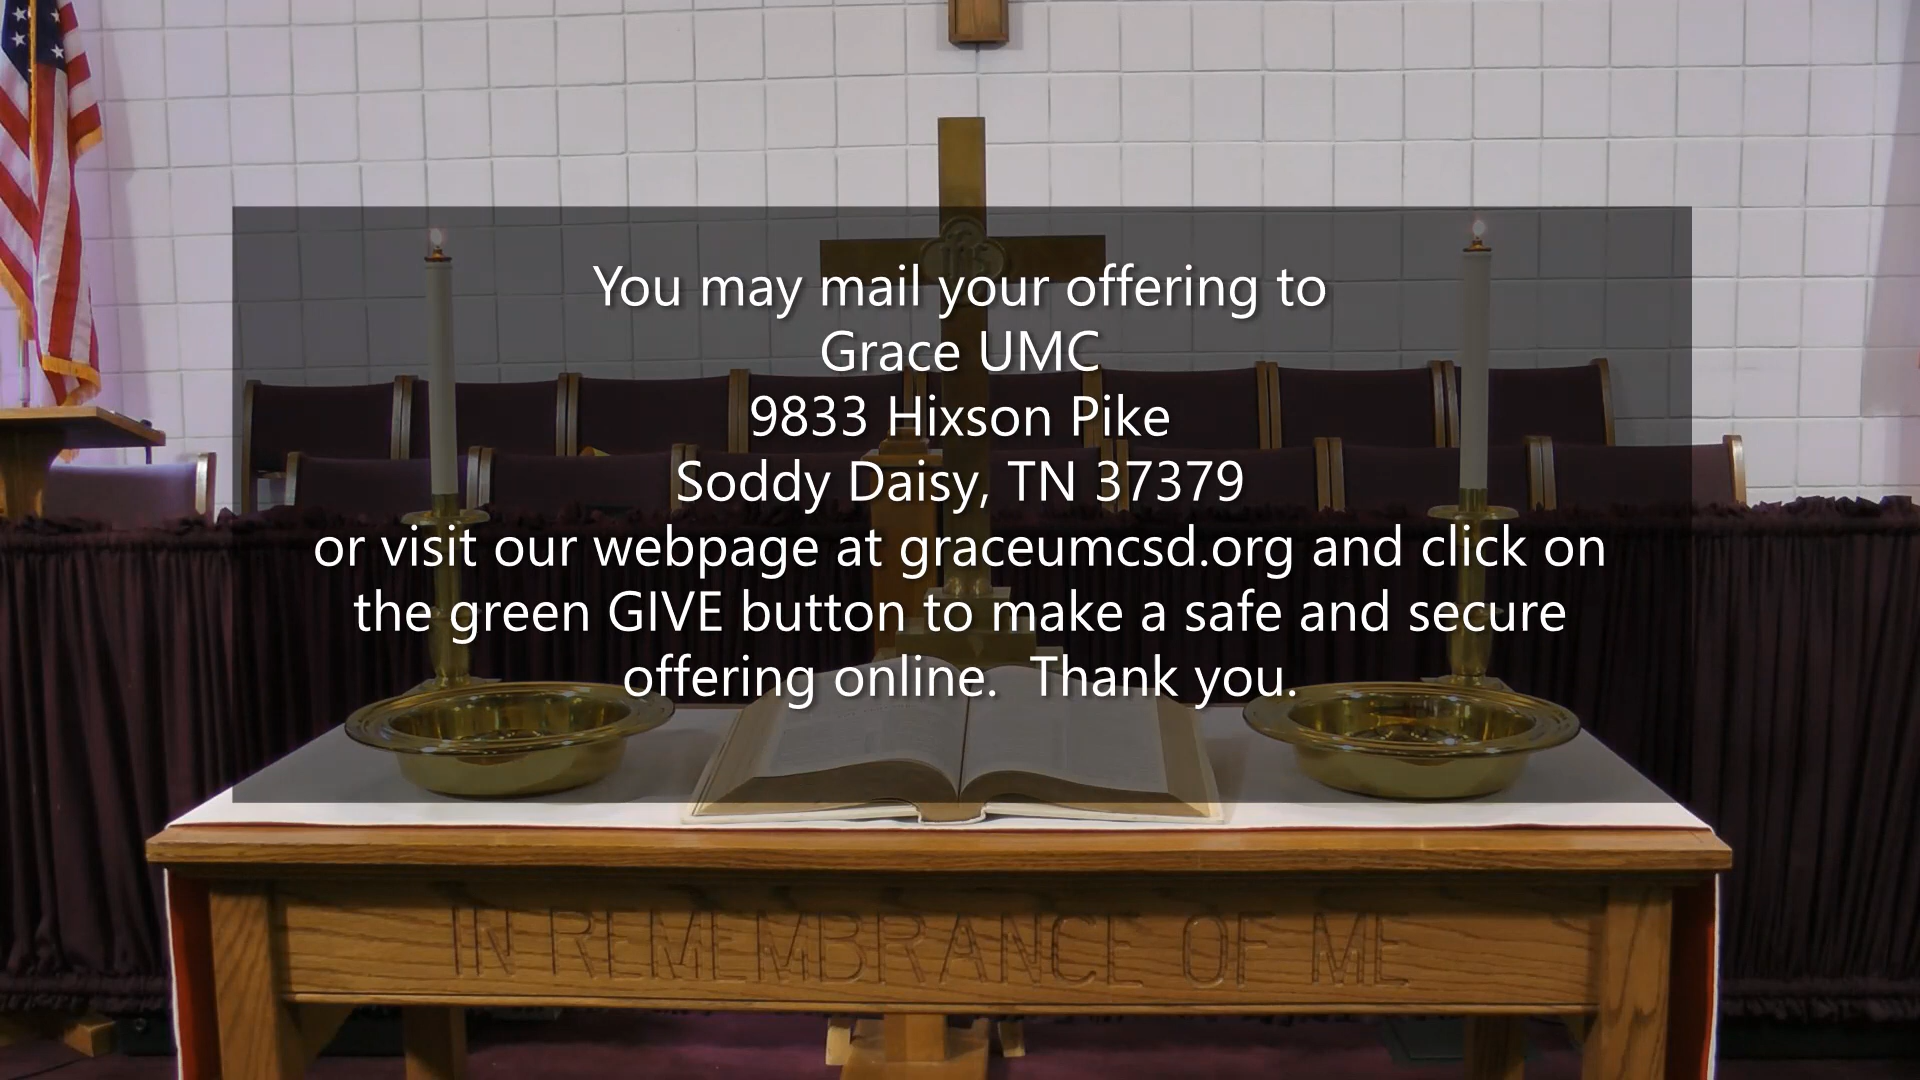 IHS
You may mail your offering to
Grace UMC
9833 Hixson Pike
Soddy Daisy, TN 37379
or visit our webpage at graceumcsd.org and click on
the green GIVE button to make a safe and secure
offering online.  Thank you.
IN REMEMBRANCE OF ME